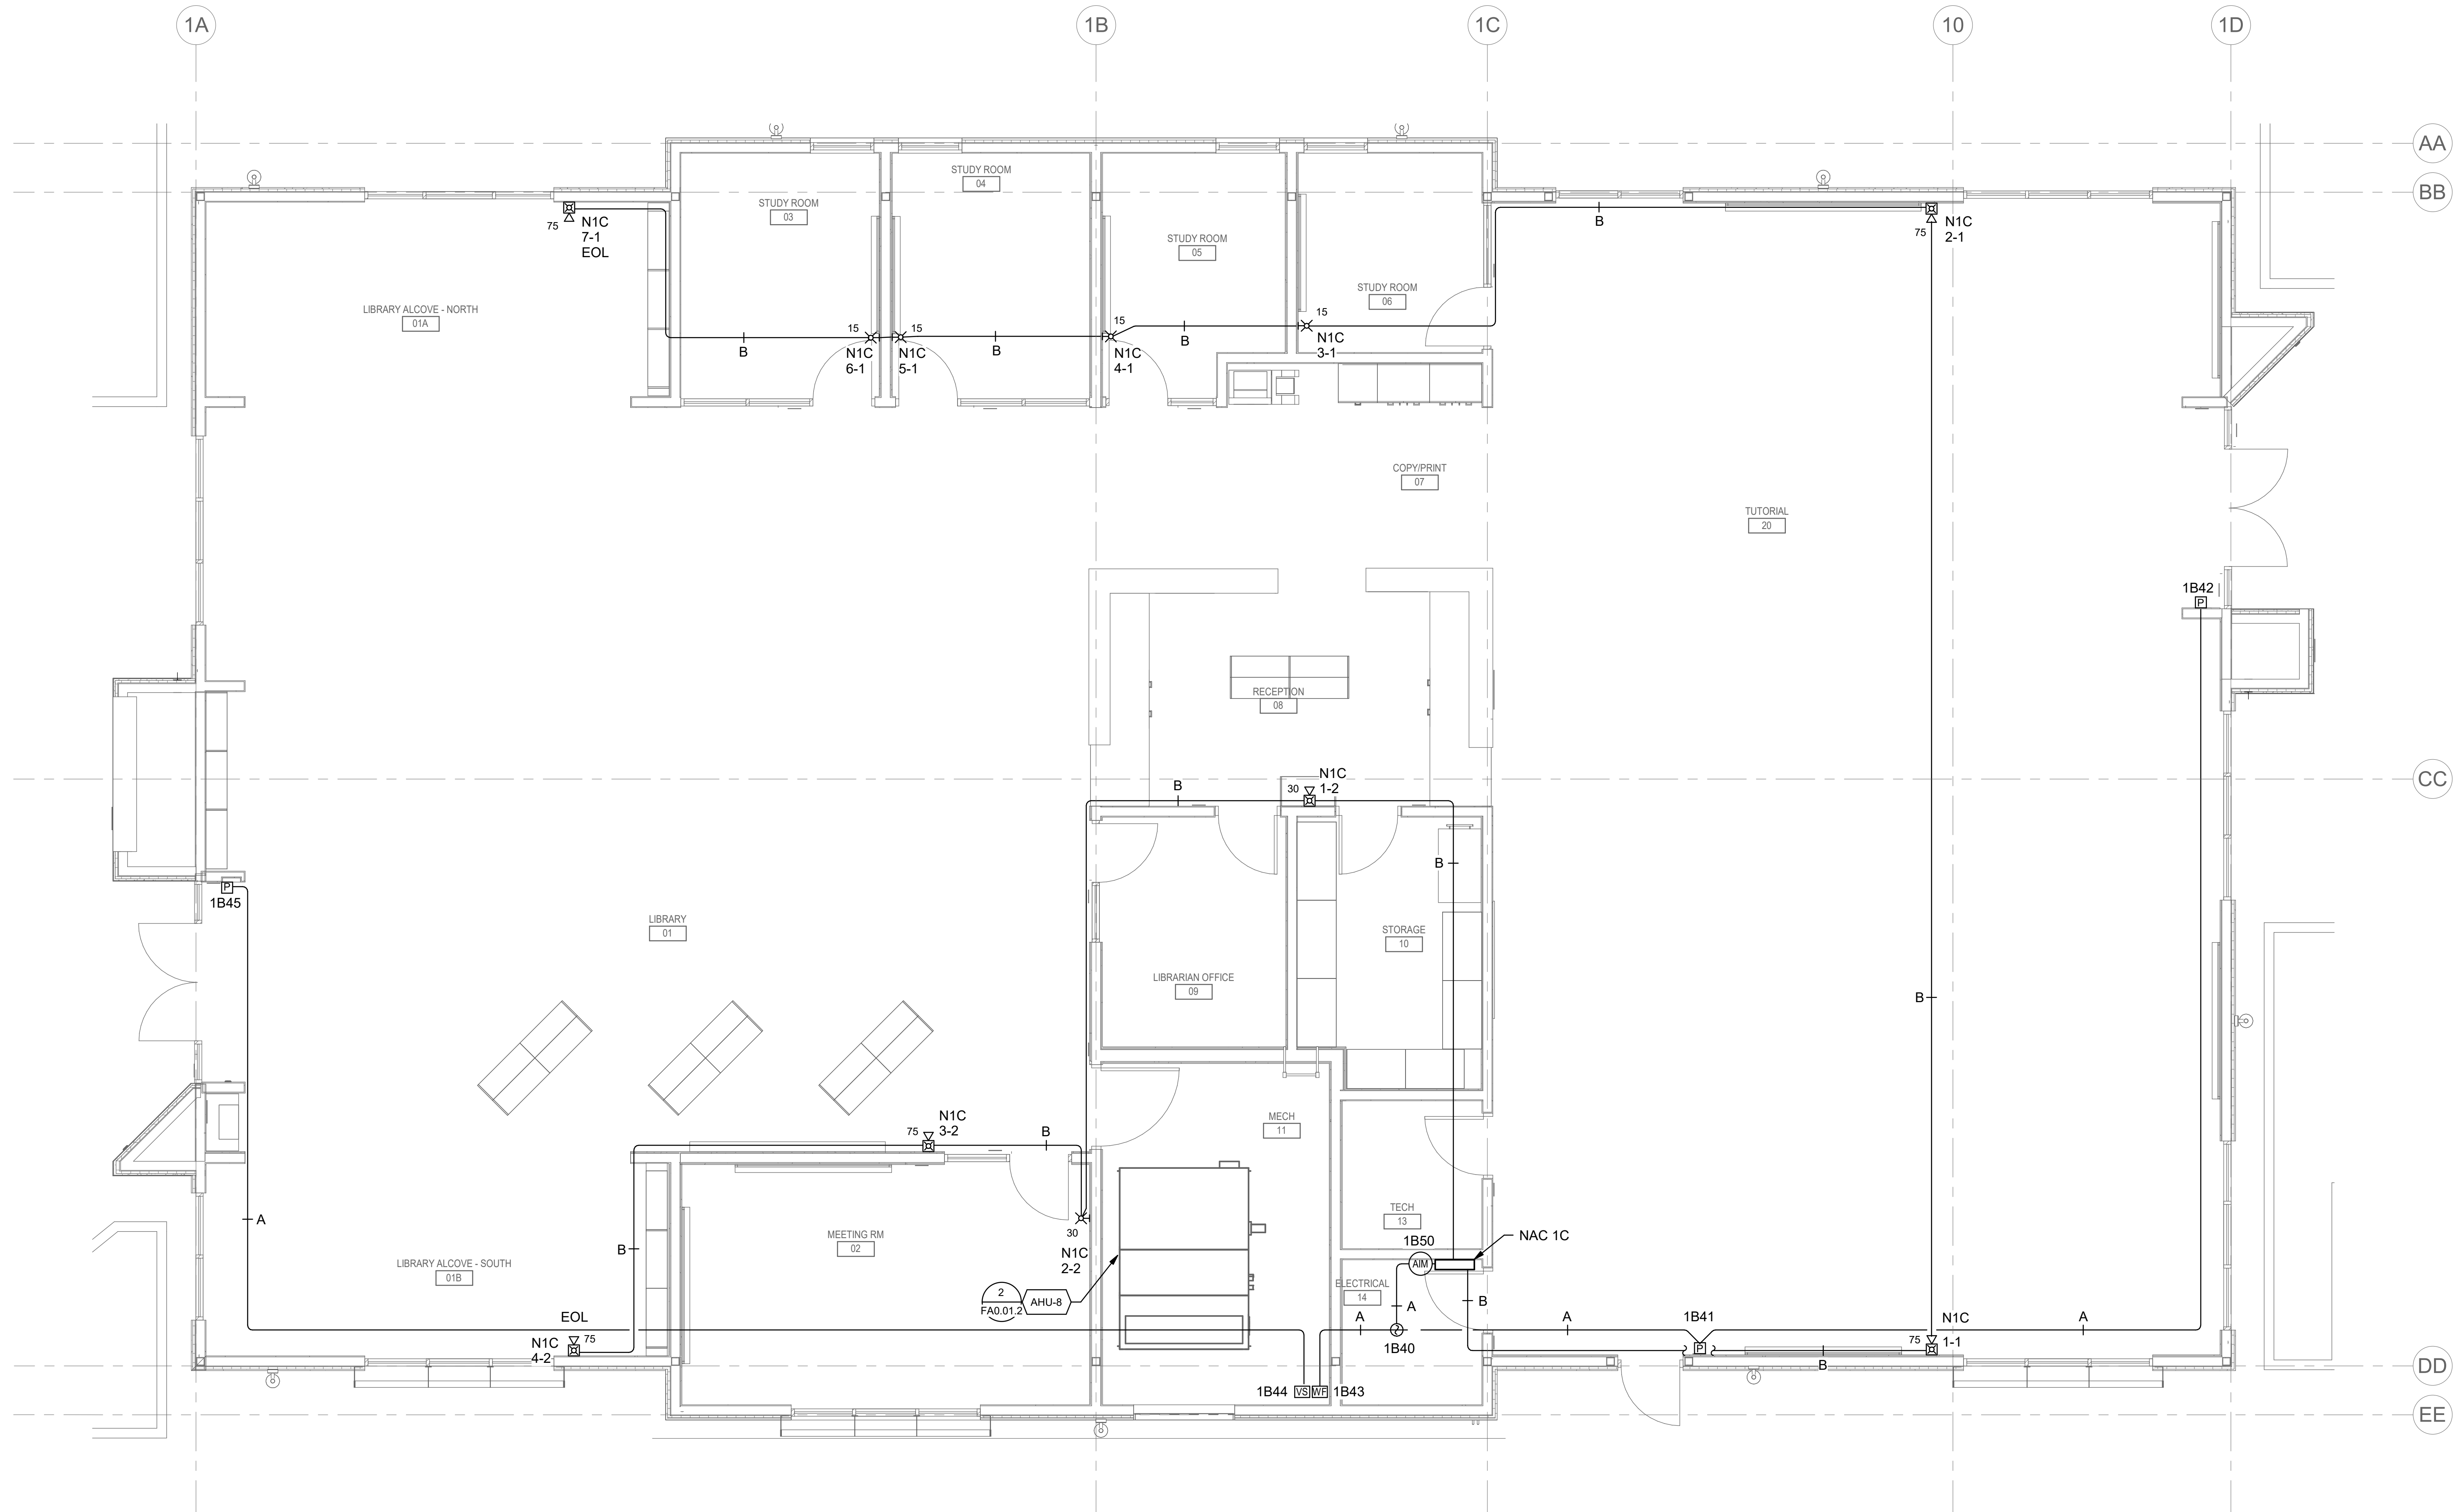 1A
1B
1C
10
1D
AA
BB
STUDY ROOM
04
STUDY ROOM
03
STUDY ROOM
05
STUDY ROOM
06
75
N1C
7-1
EOL
B
75
N1C
2-1
LIBRARY ALCOVE - NORTH
01A
B
15
N1C
6-1
15
N1C
5-1
B
15
N1C
4-1
B
15
N1C
3-1
COPY/PRINT
07
TUTORIAL
20
1B42
P
RECEPTION
08
CC
B
30
N1C
1-2
B
P
1B45
LIBRARY
01
STORAGE
10
LIBRARIAN OFFICE
09
B
75
N1C
3-2
B
MECH
11
A
B
MEETING RM
02
30
N1C
2-2
TECH
13
1B50
AIM
NAC 1C
LIBRARY ALCOVE - SOUTH
01B
2
FA0.01.2
AHU-8
ELECTRICAL
14
A
B
EOL
N1C
4-2
75
A
1B40
A
1B41
P
B
N1C
1-1
75
A
DD
1B44
VS
WF
1B43
EE